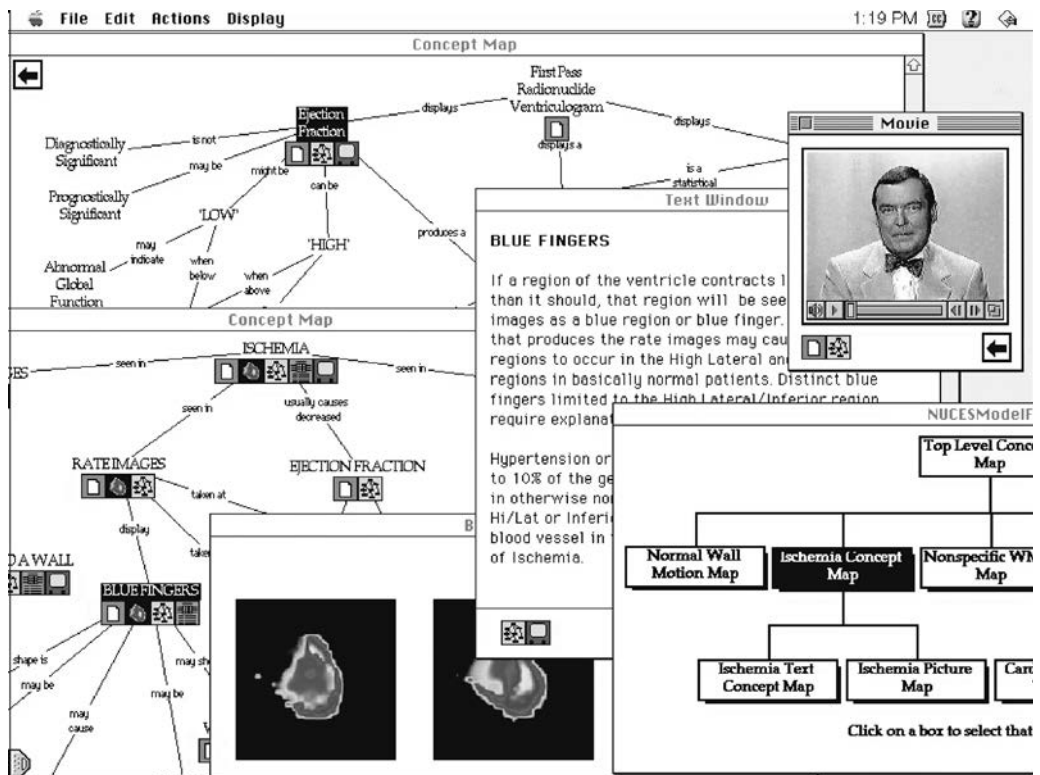 File Edit Actions Display
1:19 PM
Concept Map
First Pass
Radionuclide
Ventriculogram
Ejection
Fraction
displays
displays
displays a
is a
statistical
Diagnostically
Significant
is not
may be
might be
can be
Prognostically
Significant
'LOW'
'HIGH'
produces a
may
indicate
when
below
when
above
Abnormal
Global
Function
Movie
Text Window
BLUE FINGERS
If a region of the ventricle contracts l
than it should, that region will be see
images as a blue region or blue finger.
that produces the rate images may cau
regions to occur in the High Lateral an
regions in basically normal patients. Distinct blue
fingers limited to the High Lateral/Inferior region
require explanat
Hypertension or
to 10% of the ge
in otherwise no
Hi/Lat or Inferi
blood vessel in
of Ischemia.
Concept Map
ISCHEMIA
seen in
seen in
seen in
usually causes
decreased
RATE IMAGES
EJECTION FRACTION
taken at
display
take
D A WALL
BLUE FINGERS
shape is
may be
may
cause
may be
may sh
B
NUCESModelF
Top Level Conce
Map
Normal Wall
Motion Map
Ischemia Concept
Map
Nonspecific WM
Map
Ischemia Text
Concept Map
Ischemia Picture
Map
Card
Click on a box to select that